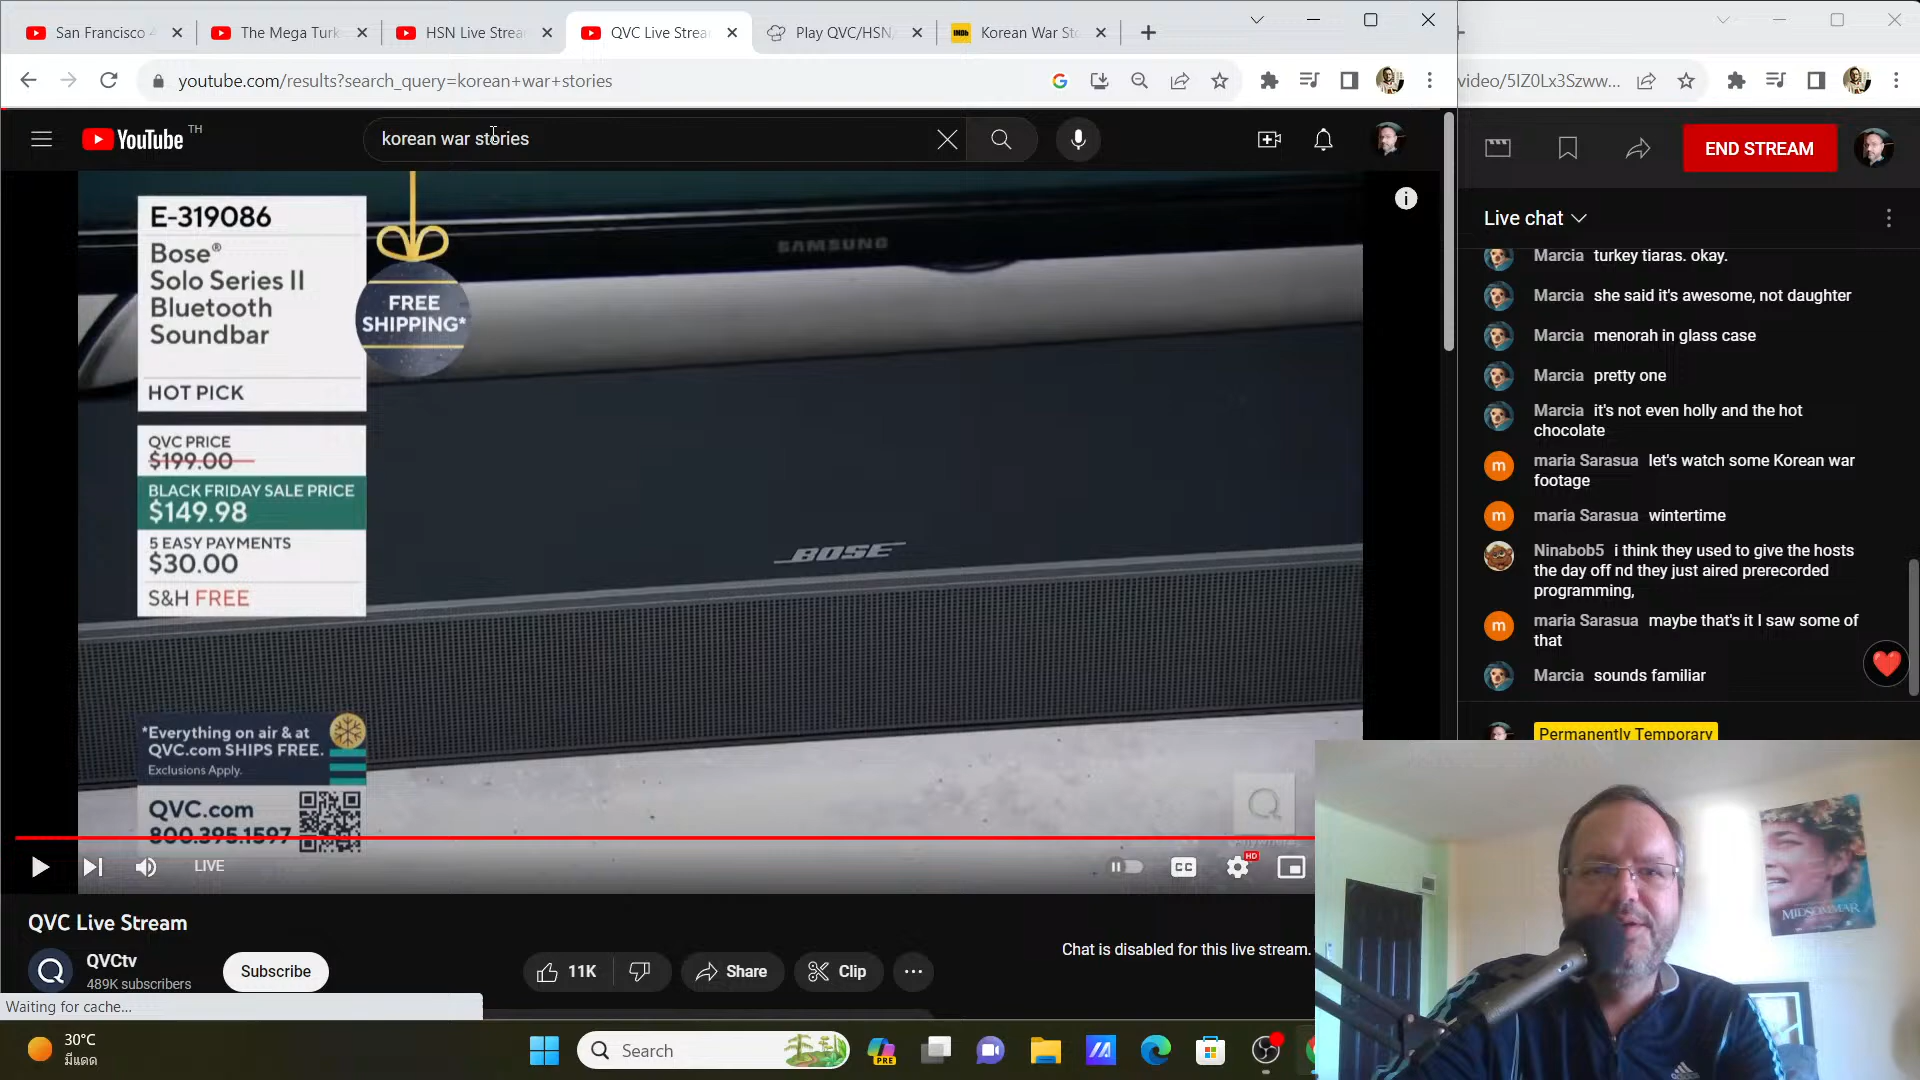 San Francisco
The Mega Turk
HSN Live Strea
QVC Live Strea
Play QVC/HSN
Korean War Sto
youtube.com/results?search_query=korean+war+stories
video/5IZ0Lx3Szww...
YouTube TH
korean war stories
END STREAM
Live chat
E-319086
Bose®
Solo Series II
Bluetooth
Soundbar
HOT PICK
FREE
SHIPPING*
QVC PRICE
$199.00
BLACK FRIDAY SALE PRICE
$149.98
5 EASY PAYMENTS
$30.00
S&H FREE
SAMSUNG
BOSE
*Everything on air & at
QVC.com SHIPS FREE.
Exclusions Apply.
QVC.com
800.395.1597
LIVE
CC
HD
QVC Live Stream
QVCtv
489K subscribers
Subscribe
11K
Share
Clip
Chat is disabled for this live stream.
Waiting for cache...
Marcia turkey tiaras. okay.
Marcia she said it's awesome, not daughter
Marcia menorah in glass case
Marcia pretty one
Marcia it's not even holly and the hot
chocolate
maria Sarasua let's watch some Korean war
footage
maria Sarasua wintertime
Ninabob5 i think they used to give the hosts
the day off nd they just aired prerecorded
programming,
maria Sarasua maybe that's it I saw some of
that
Marcia sounds familiar
Permanently Temporary
MIDSOMMAR
adidas
30°C
มีแดด
Search
PRE